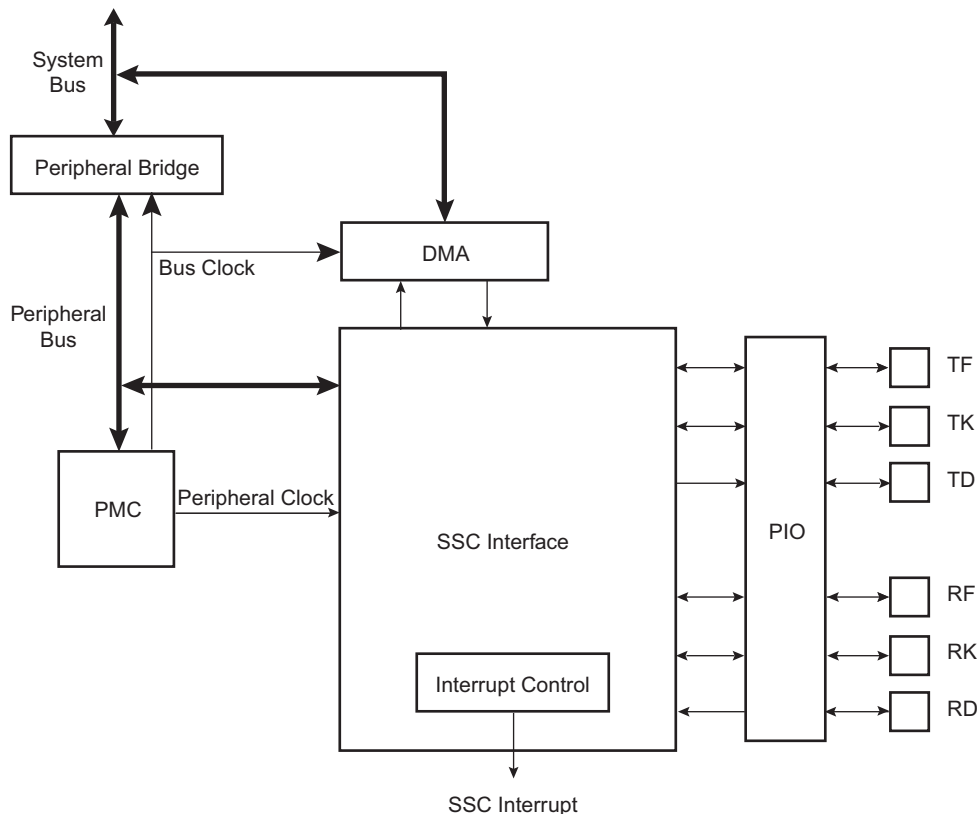 System
Bus
Peripheral Bridge
DMA
Bus Clock
Peripheral
Bus
TF
TK
PMC
Peripheral Clock
TD
SSC Interface
PIO
RF
RK
Interrupt Control
RD
SSC Interrupt